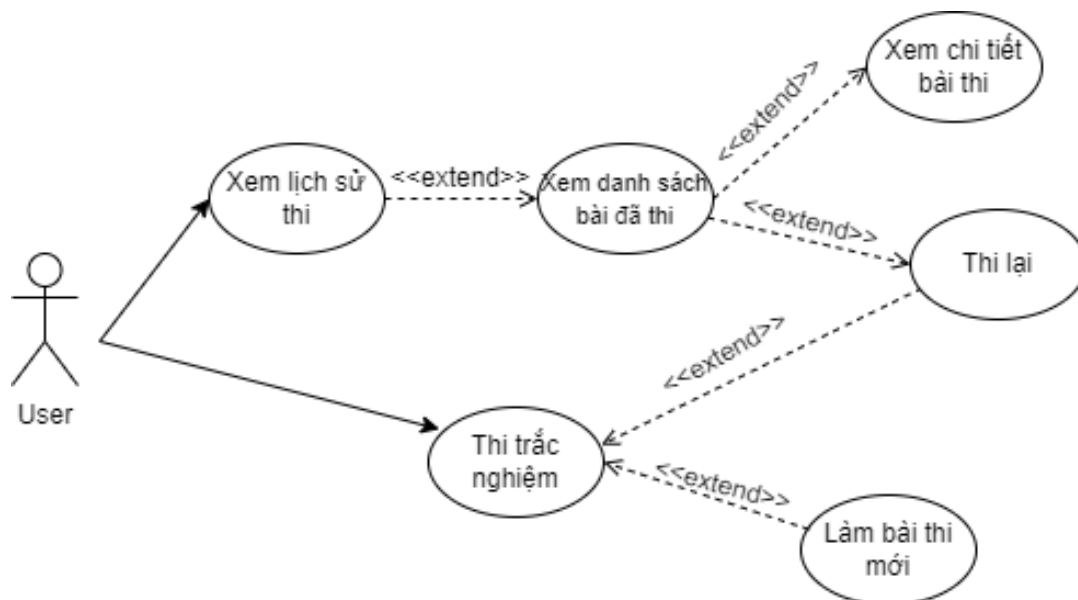 Xem chi tiết
bài thi
<<extend>>
Xem lịch sử
thi
<<extend>>
Xem danh sách
bài đã thi
<<extend>>
Thi lại
<<extend>>
User
Thi trắc
nghiệm
<<extend>>
Làm bài thi
mới